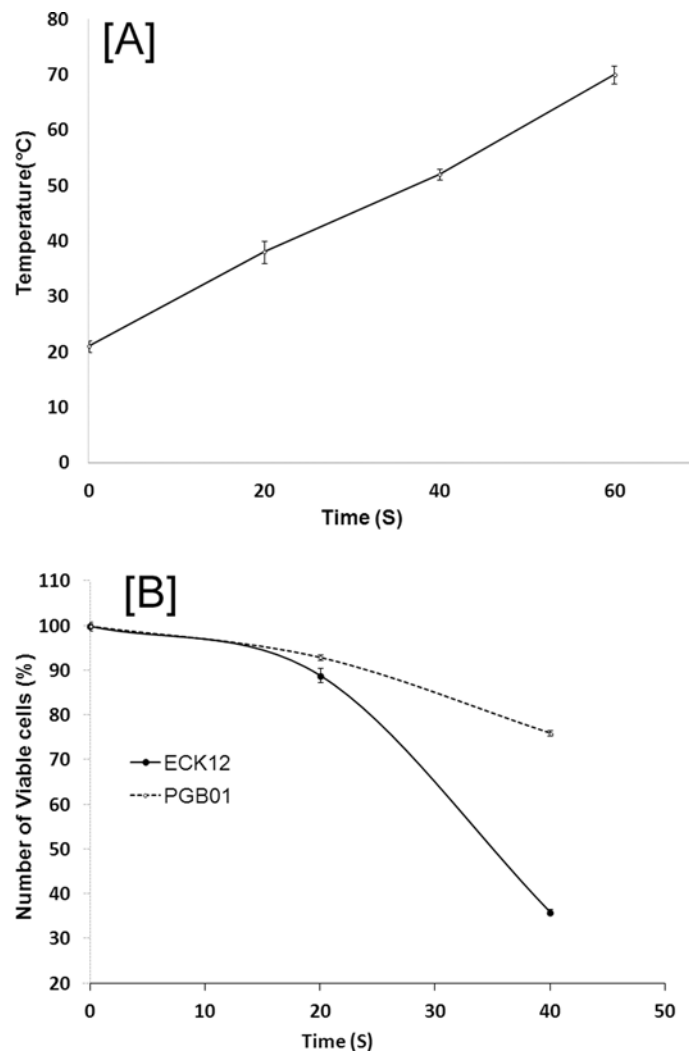 [A]
80
70
60
50
40
30
20
10
0
Temperature(°C)
0 20 40 60
Time (S)
[B]
110
100
90
80
70
60
50
40
30
20
Number of Viable cells (%)
ECK12
PGB01
0 10 20 30 40 50
Time (S)